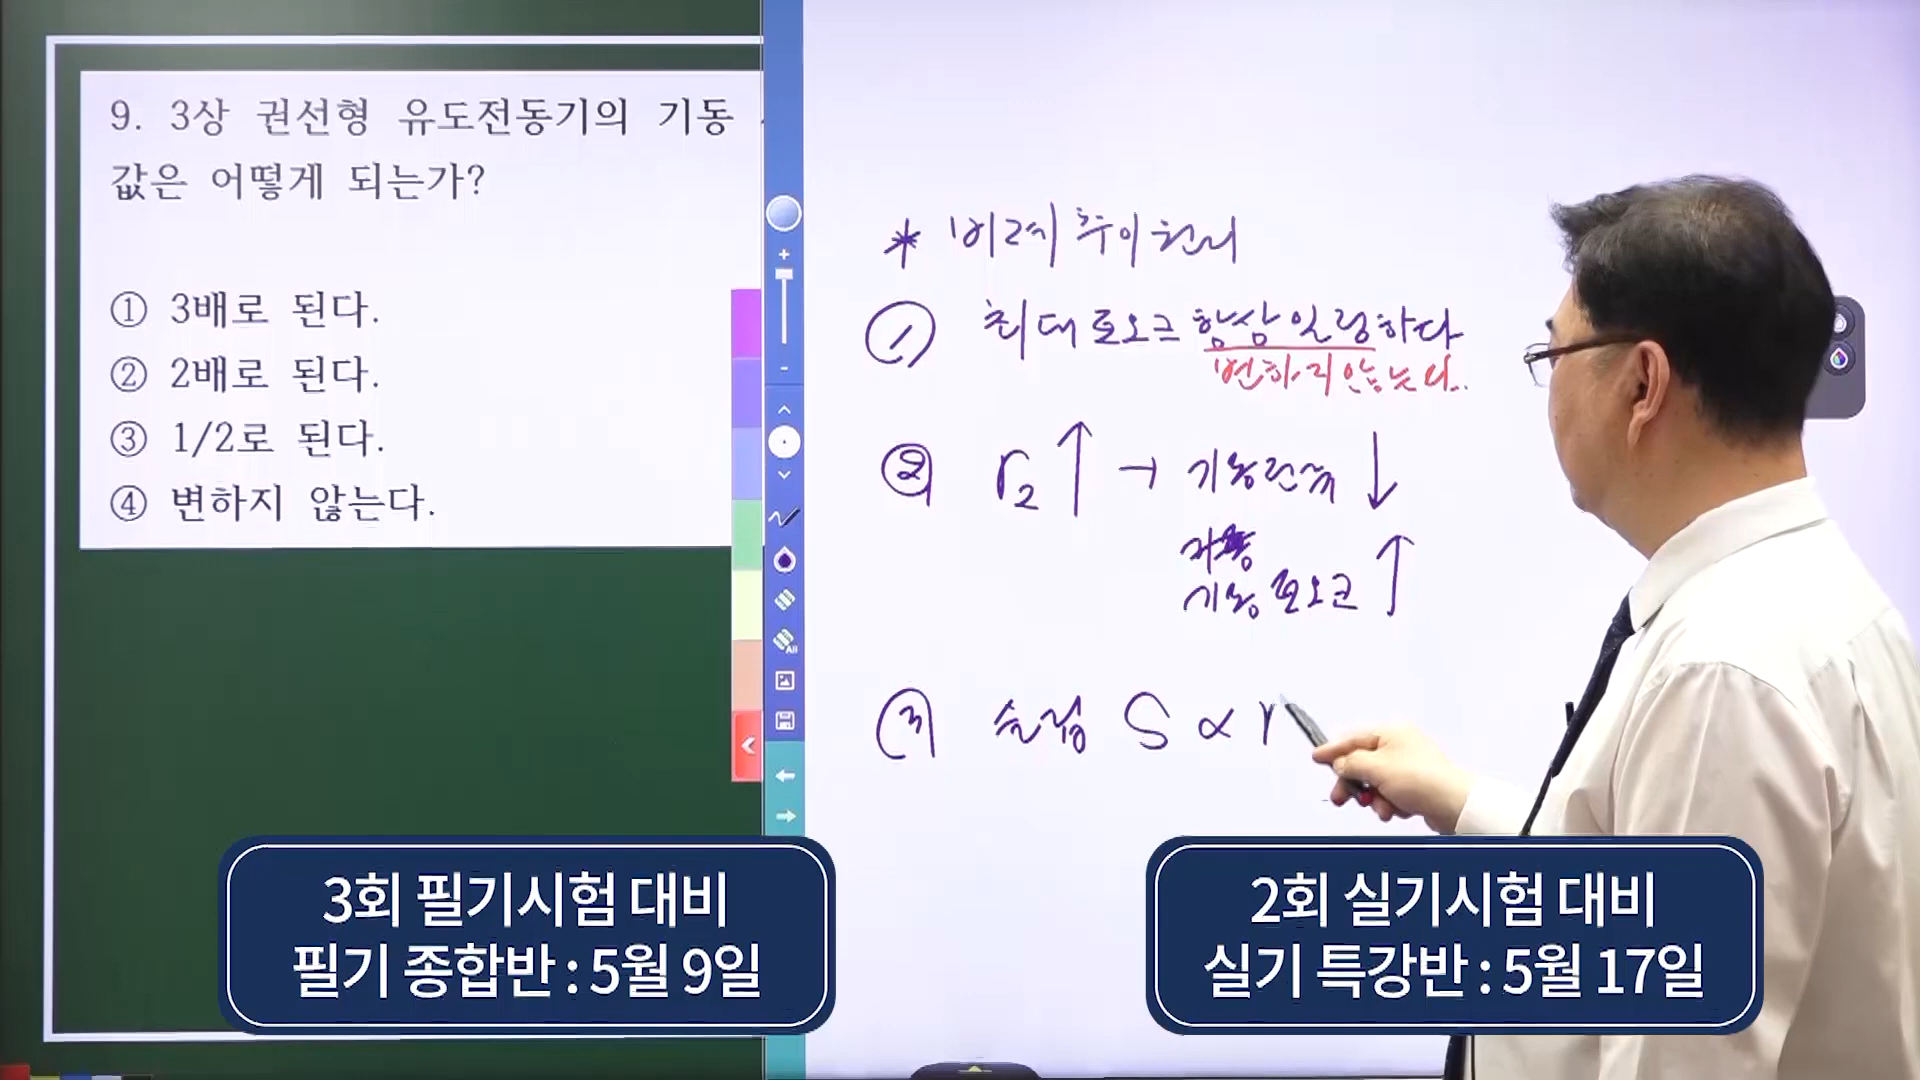 9. 3상 권선형 유도전동기의 기동
값은 어떻게 되는가?
① 3배로 된다.
② 2배로 된다.
③ 1/2로 된다.
④ 변하지 않는다.
* 비례추이원리
① 최대 토오크 항상 일정하다
변하지 않는다..
② r₂ ↑ → 기동전류 ↓
기동
기동 토오크 ↑
③ 슬립 S ∝ r
All
3회 필기시험 대비
필기 종합반 : 5월 9일
2회 실기시험 대비
실기 특강반 : 5월 17일